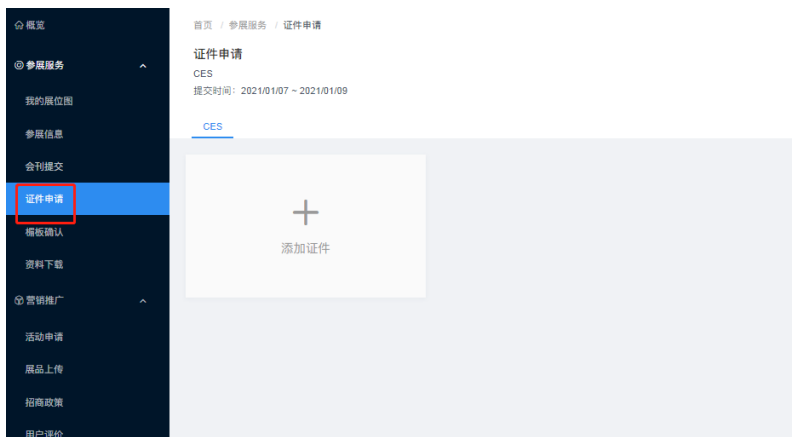 概览
参展服务
我的展位图
参展信息
会刊提交
证件申请
楣板确认
资料下载
营销推广
活动申请
展品上传
招商政策
用户评价
首页 / 参展服务 / 证件申请
证件申请
CES
提交时间：2021/01/07 ~ 2021/01/09
CES
添加证件